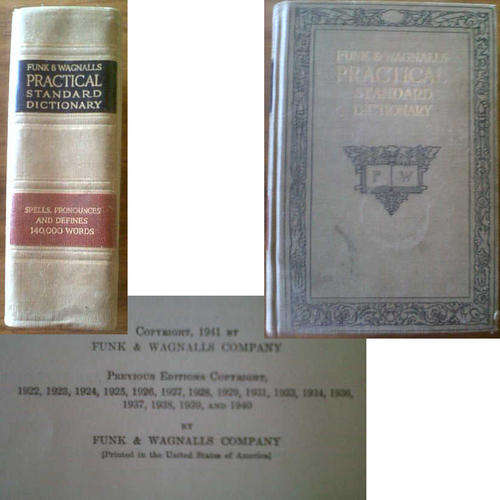 FUNK & WAGNALLS
PRACTICAL
STANDARD
DICTIONARY
SPELLS, PRONOUNCES
AND DEFINES
140,000 WORDS
FUNK & WAGNALLS
PRACTICAL
STANDARD
DICTIONARY
F W
COPYRIGHT, 1941 BY
FUNK & WAGNALLS COMPANY
PREVIOUS EDITIONS COPYRIGHT,
1922, 1923, 1924, 1925, 1926, 1927, 1928, 1929, 1931, 1933, 1934, 1936,
1937, 1938, 1939, AND 1940
BY
FUNK & WAGNALLS COMPANY
[Printed in the United States of America]